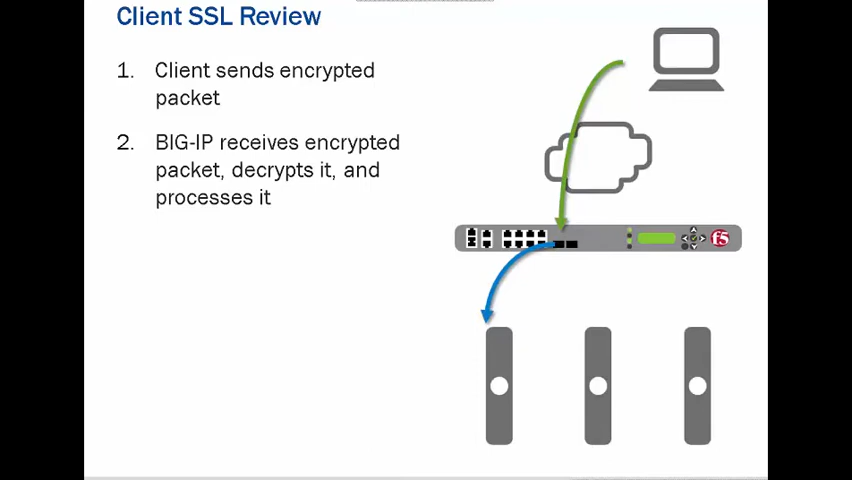 Client SSL Review
1. Client sends encrypted
packet
2. BIG-IP receives encrypted
packet, decrypts it, and
processes it
f5